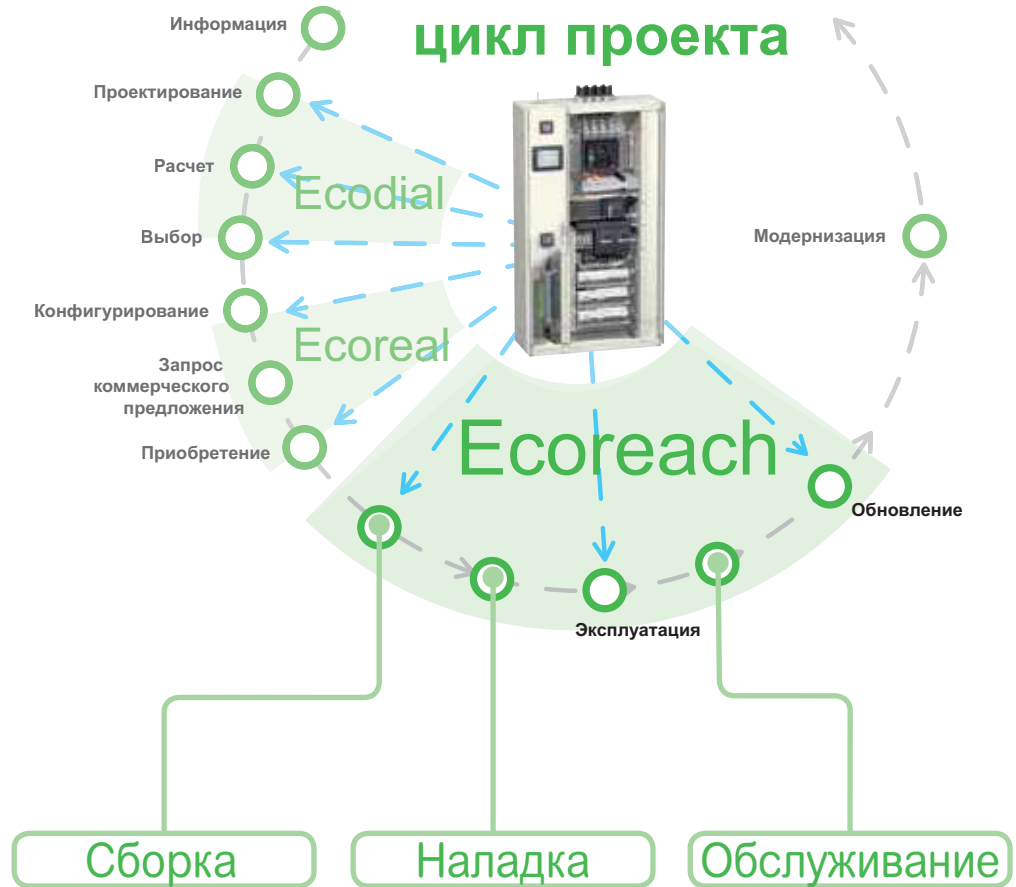 цикл проекта
Информация
Проектирование
Расчет
Ecodial
Выбор
Модернизация
Конфигурирование
Ecoreal
Запрос
коммерческого
предложения
Приобретение
Ecoreach
Обновление
Эксплуатация
Сборка
Наладка
Обслуживание